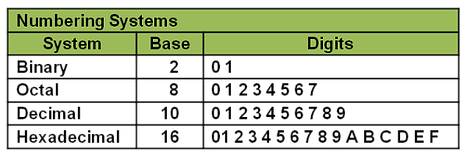 Numbering Systems
System Base Digits
Binary 2 0 1
Octal 8 0 1 2 3 4 5 6 7
Decimal 10 0 1 2 3 4 5 6 7 8 9
Hexadecimal 16 01 2 3 4 5 6 7 8 9 A B C D E F